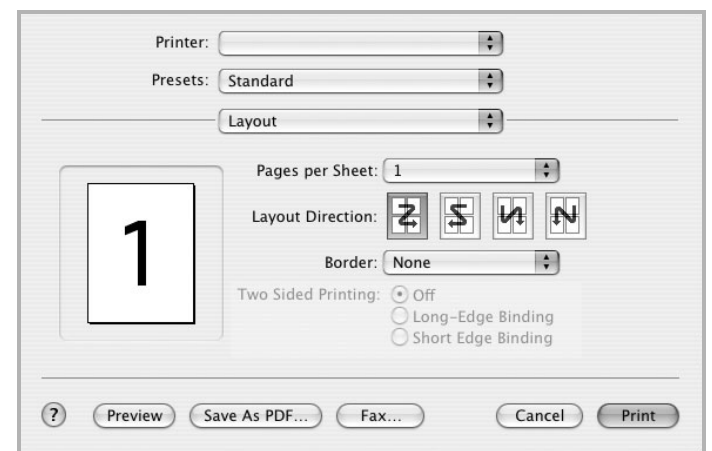 Printer:
Presets: Standard
Layout
Pages per Sheet: 1
1
Layout Direction:
Border: None
Two Sided Printing: Off
Long-Edge Binding
Short Edge Binding
? Preview Save As PDF... Fax... Cancel Print